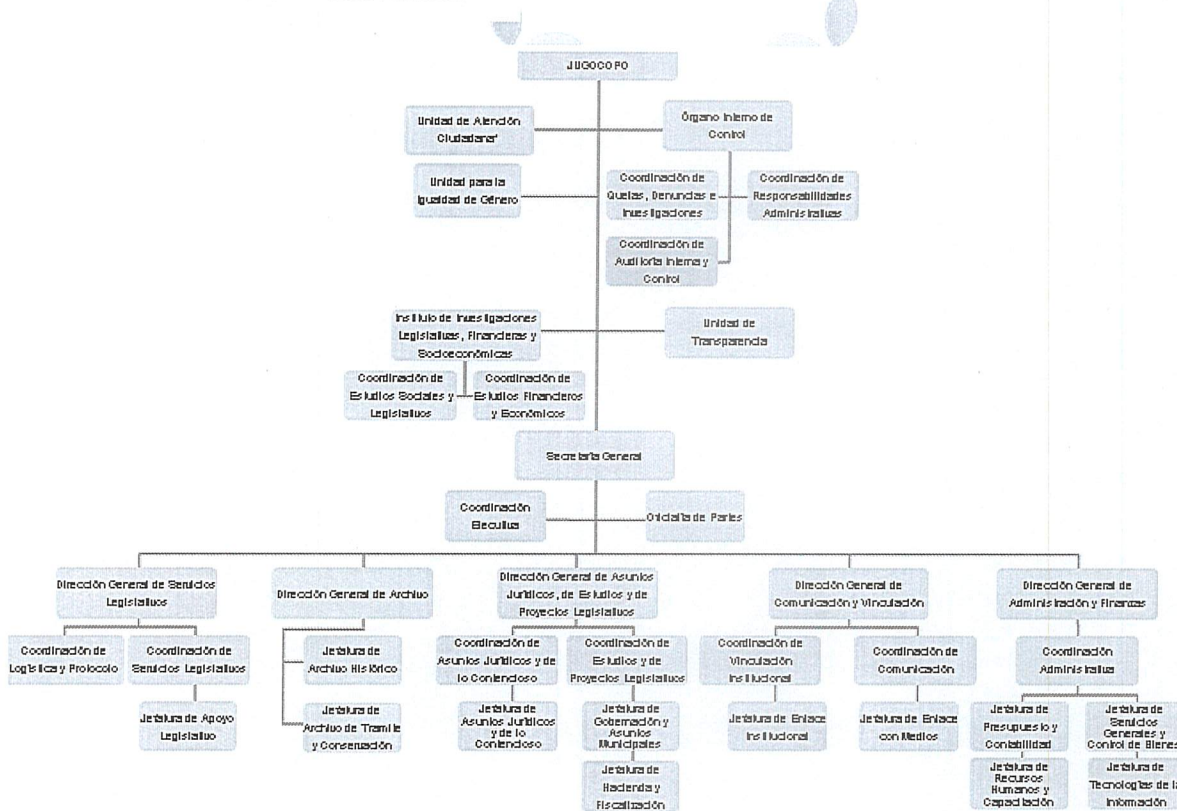 JUGOCOPO
Unidad de Atención
Ciudadana*
Órgano Interno de
Control
Unidad para la
Igualdad de Género
Coordinación de
Quejas, Denuncias e
Investigaciones
Coordinación de
Responsabilidades
Administrativas
Coordinación de
Auditoría Interna y
Control
Instituto de Investigaciones
Legislativas, Financieras y
Socioeconómicas
Unidad de
Transparencia
Coordinación de
Estudios Sociales y
Legislativos
Coordinación de
Estudios Financieros
y Económicos
Secretaría General
Coordinación
Ejecutiva
Oficialía de Partes
Dirección General de Servicios
Legislativos
Dirección General de Archivo
Dirección General de Asuntos
Jurídicos, de Estudios y de
Proyectos Legislativos
Dirección General de
Comunicación y Vinculación
Dirección General de
Administración y Finanzas
Coordinación de
Logística y Protocolo
Coordinación de
Servicios Legislativos
Jefatura de
Archivo Histórico
Coordinación de
Asuntos Jurídicos y de
lo Contencioso
Coordinación de
Estudios y de
Proyectos Legislativos
Coordinación de
Vinculación
Institucional
Coordinación de
Comunicación
Coordinación
Administrativa
Jefatura de Apoyo
Legislativo
Jefatura de
Archivo de Tramite
y Conservación
Jefatura de
Asuntos Jurídicos
y de lo
Contencioso
Jefatura de
Gobernación y
Asuntos
Municipales
Jefatura de Enlace
Institucional
Jefatura de Enlace
con Medios
Jefatura de
Presupuesto y
Contabilidad
Jefatura de
Servicios
Generales y
Control de Bienes
Jefatura de
Hacienda y
Fiscalización
Jefatura de
Recursos
Humanos y
Capacitación
Jefatura de
Tecnologías de la
Información